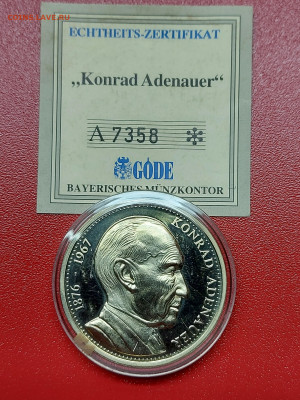 ECHTHEITS-ZERTIFIKAT
„Konrad Adenauer“
A 7358
GÖDE
BAYERISCHES MÜNZKONTOR
1876 - 1967
KONRAD ADENAUER